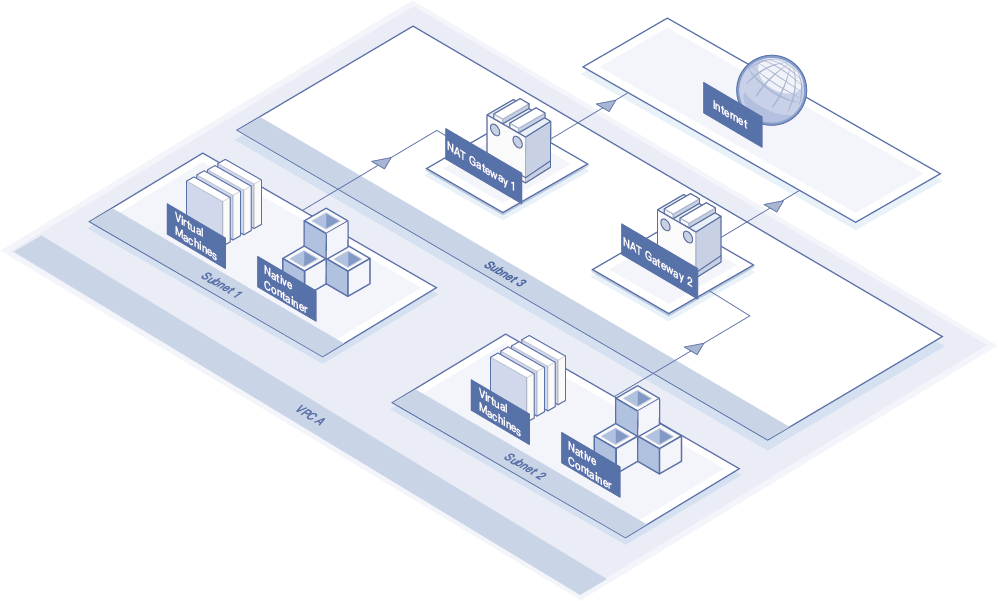 Internet
NAT Gateway 1
NAT Gateway 2
Subnet 3
Virtual
Machines
Native
Container
Subnet 1
Virtual
Machines
Native
Container
Subnet 2
VPC A